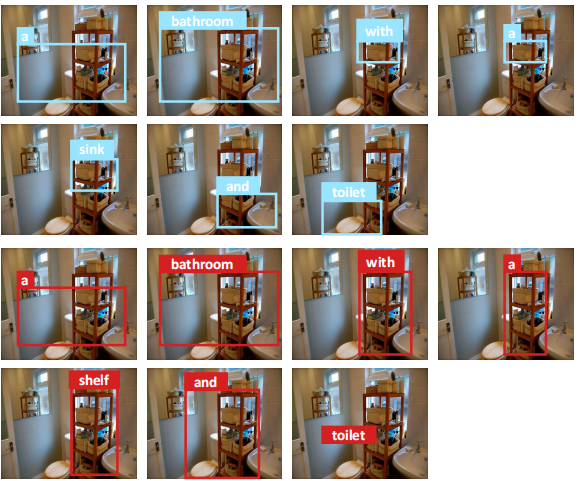 a bathroom with a
sink and toilet
a bathroom with a
shelf and toilet